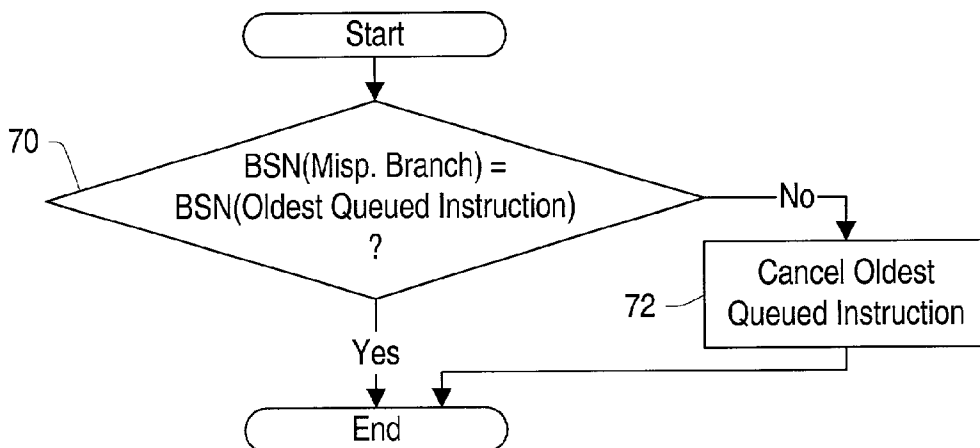 Start
70
BSN(Misp. Branch) =
BSN(Oldest Queued Instruction)
?
No
72
Cancel Oldest
Queued Instruction
Yes
End